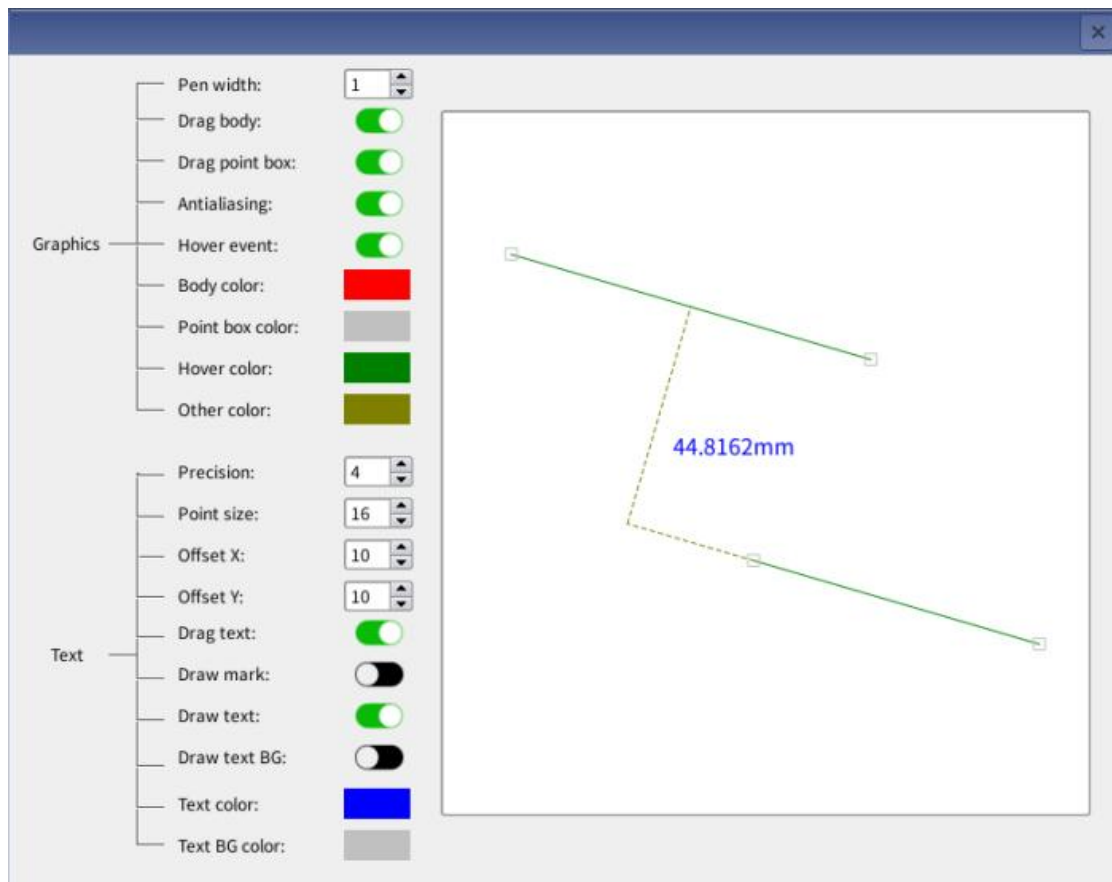 Pen width: 1
Drag body:
Drag point box:
Antialiasing:
Graphics
Hover event:
Body color:
Point box color:
Hover color:
Other color:
Precision: 4
Point size: 16
Offset X: 10
Offset Y: 10
Drag text:
Text
Draw mark:
Draw text:
Draw text BG:
Text color:
Text BG color:
44.8162mm